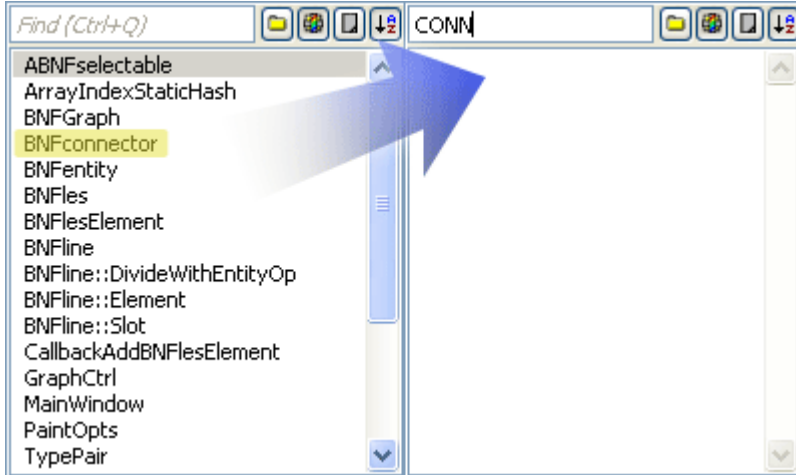 Find (Ctrl+Q)
CONN
ABNFselectable
ArrayIndexStaticHash
BNFGraph
BNFconnector
BNFentity
BNFles
BNFlesElement
BNFline
BNFline::DivideWithEntityOp
BNFline::Element
BNFline::Slot
CallbackAddBNFlesElement
GraphCtrl
MainWindow
PaintOpts
TypePair